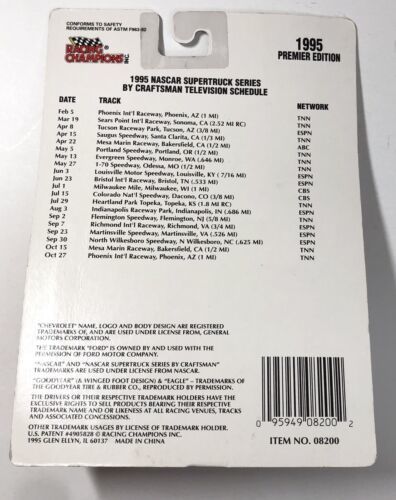 CONFORMS TO SAFETY
REQUIREMENTS OF ASTM F963-92
RACING
CHAMPIONS INC.
1995
PREMIER EDITION
1995 NASCAR SUPERTRUCK SERIES
BY CRAFTSMAN TELEVISION SCHEDULE
DATE TRACK NETWORK
Feb 5 Phoenix Int'l Raceway, Phoenix, AZ (1 MI) TNN
Mar 19 Sears Point I'l Raceway, Sonoma, CA (2.52 MI RC) TNN
Apr 8 Tucson Raceway Park, Tucson, AZ (3/8 MI) TNN
Apr 15 Saugus Speedway, Santa Clarita, CA (1/3 MI) ESPN
Apr 22 Mesa Marin Raceway, Bakersfield, CA (1/2 MI) TNN
May 5 Portland Speedway, Portland, OR (1/2 MI) ABC
May 13 Evergreen Speedway, Monroe, WA (.646 MI) TNN
May 27 1-70 Speedway, Odessa, MO (1/2 MI) TNN
Jun 3 Louisville Motor Speedway, Louisville, KY (7/16 MI) ESPN
Jun 23 Bristol Int'l Raceway, Bristol, TN (.533 MI) ESPN
Jul 1 Milwaukee Mile, Milwaukee, WI (1 MI) CBS
Jul 15 Colorado Nat'l Speedway, Dacono, CO (3/8 MI) CBS
Jul 29 Heartland Park Topeka, Topeka, KS (1.8 MI RC) TNN
Aug 3 Indianapolis Raceway Park, Indianapolis, IN (.686 MI) ESPN
Sep 2 Flemington Speedway, Flemington, NJ (5/8 MI) TNN
Sep 7 Richmond Int'l Raceway, Richmond, VA (3/4 MI) ESPN
Sep 23 Martinsville Speedway, Martinsville, VA (.526 MI) ESPN
Sep 30 North Wilkesboro Speedway, N Wilkesboro, NC (.625 MI) ESPN
Oct 15 Mesa Marin Raceway, Bakersfield, CA (1/2 MI) TNN
Oct 27 Phoenix Int'l Raceway, Phoenix, AZ (1 MI) TNN
"CHEVROLET" NAME, LOGO AND BODY DESIGN ARE REGISTERED
TRADEMARKS OF, AND ARE USED UNDER LICENSE FROM, GENERAL
MOTORS CORPORATION.
THE TRADEMARK "FORD" IS OWNED BY AND USED WITH THE
PERMISSION OF FORD MOTOR COMPANY.
"NASCAR" AND "NASCAR SUPERTRUCK SERIES BY CRAFTSMAN"
TRADEMARKS ARE USED UNDER LICENSE FROM NASCAR.
"GOODYEAR" (& WINGED FOOT DESIGN) & "EAGLE" – TRADEMARKS OF
THE GOODYEAR TIRE & RUBBER CO., REPRODUCED BY PERMISSION.
THE DRIVERS OR THEIR RESPECTIVE TRADEMARK HOLDERS HAVE THE
EXCLUSIVE RIGHTS TO SELL PRODUCTS BEARING THEIR RESPECTIVE
TRADEMARK NAME AND OR LIKENESS AT ALL RACING VENUES, TRACKS
AND ASSOCIATED CONCESSIONS.
OTHER TRADEMARK USAGES BY LICENSE OF TRADEMARK HOLDER.
U.S. PATENT #4905828 © RACING CHAMPIONS INC.
1995 GLEN ELLYN, IL 60137 MADE IN CHINA
0 95949 08200 2
ITEM NO. 08200